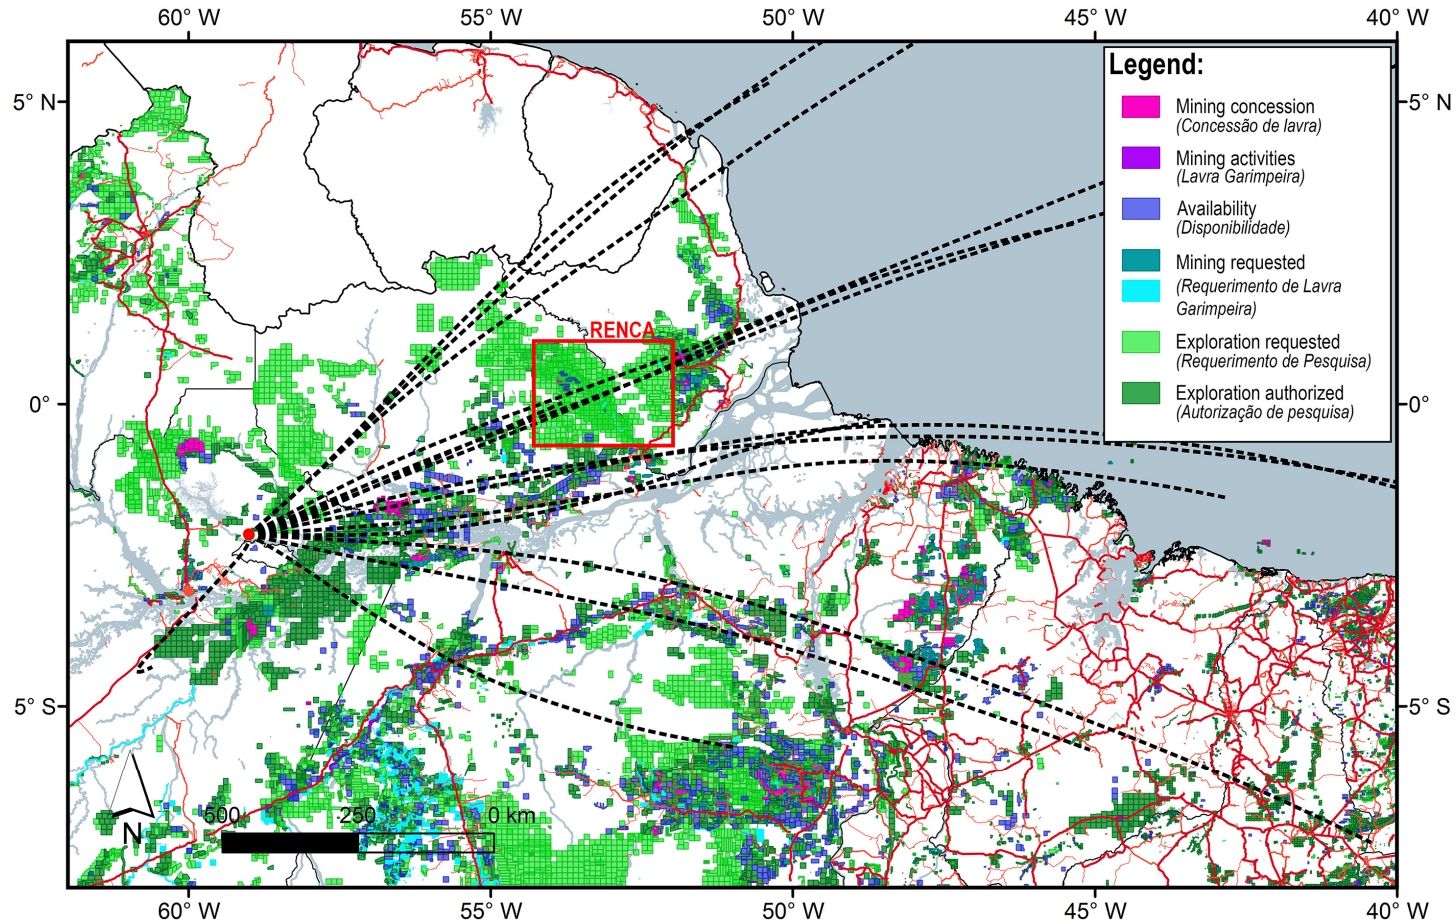 60° W 55° W 50° W 45° W 40° W
5° N
0°
5° S
5° N
0°
5° S
Legend:
Mining concession
(Concessão de lavra)
Mining activities
(Lavra Garimpeira)
Availability
(Disponibilidade)
Mining requested
(Requerimento de Lavra
Garimpeira)
Exploration requested
(Requerimento de Pesquisa)
Exploration authorized
(Autorização de pesquisa)
RENCA
N
500 250 0 km
60° W 55° W 50° W 45° W 40° W